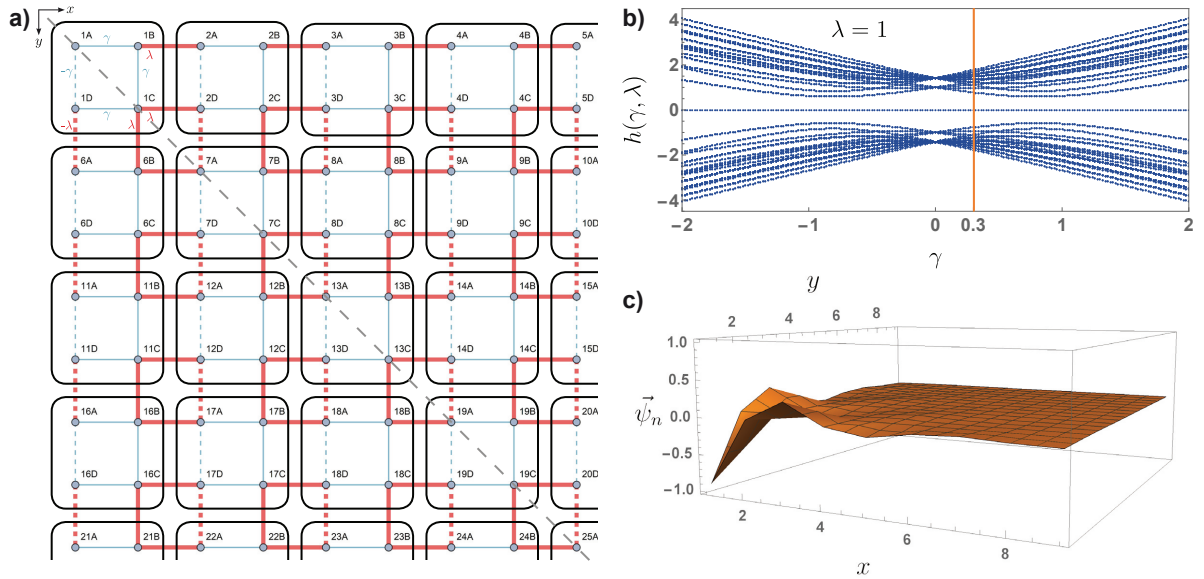 a)
x
y
1A 1B 2A 2B 3A 3B 4A 4B 5A
γ
λ
−γ γ
1D 1C 2D 2C 3D 3C 4D 4C 5D
-λ γ λ λ
6A 6B 7A 7B 8A 8B 9A 9B 10A
6D 6C 7D 7C 8D 8C 9D 9C 10D
11A 11B 12A 12B 13A 13B 14A 14B 15A
11D 11C 12D 12C 13D 13C 14D 14C 15D
16A 16B 17A 17B 18A 18B 19A 19B 20A
16D 16C 17D 17C 18D 18C 19D 19C 20D
21A 21B 22A 22B 23A 23B 24A 24B 25A
b)
λ = 1
4
2
0
−2
−4
h(γ, λ)
−2 −1 0 0.3 1 2
γ
c)
y
2 4 6 8
1.0
0.5
0.0
−0.5
−1.0
ψ⃗ₙ
2 4 6 8
x